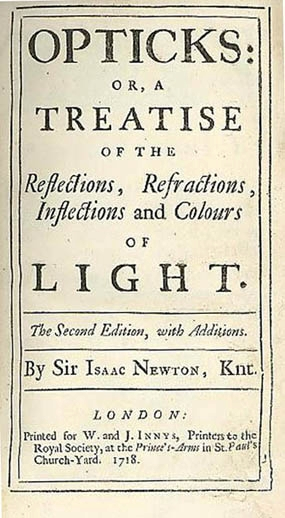 OPTICKS:
OR, A
TREATISE
OF THE
Reflections, Refractions,
Inflections and Colours
OF
LIGHT.
The Second Edition, with Additions.
By Sir ISAAC NEWTON, Knt.
LONDON:
Printed for W. and J. INNYS, Printers to the
Royal Society, at the Prince's-Arms in St. Paul's
Church-Yard. 1718.